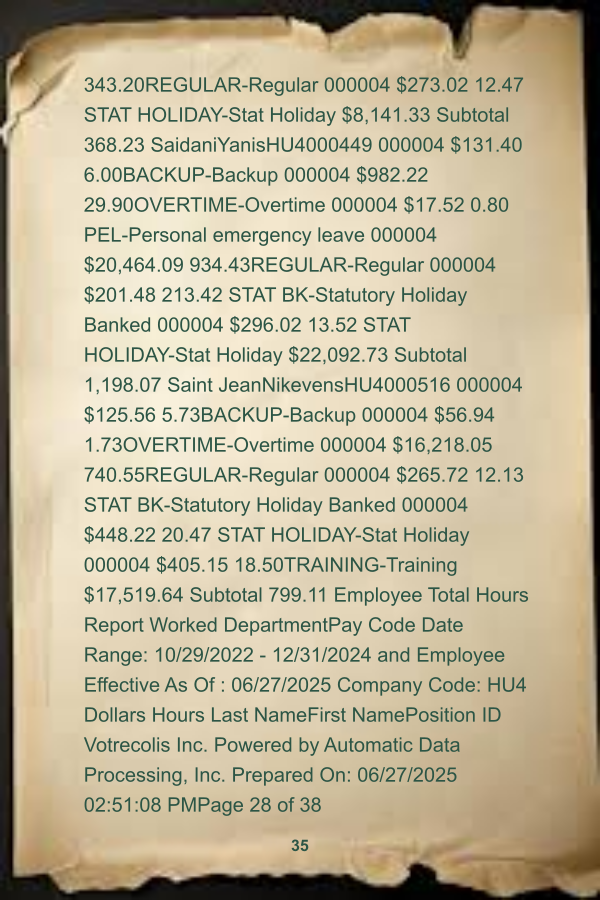 343.20REGULAR-Regular 000004 $273.02 12.47
STAT HOLIDAY-Stat Holiday $8,141.33 Subtotal
368.23 SaidaniYanisHU4000449 000004 $131.40
6.00BACKUP-Backup 000004 $982.22
29.90OVERTIME-Overtime 000004 $17.52 0.80
PEL-Personal emergency leave 000004
$20,464.09 934.43REGULAR-Regular 000004
$201.48 213.42 STAT BK-Statutory Holiday
Banked 000004 $296.02 13.52 STAT
HOLIDAY-Stat Holiday $22,092.73 Subtotal
1,198.07 Saint JeanNikevensHU4000516 000004
$125.56 5.73BACKUP-Backup 000004 $56.94
1.73OVERTIME-Overtime 000004 $16,218.05
740.55REGULAR-Regular 000004 $265.72 12.13
STAT BK-Statutory Holiday Banked 000004
$448.22 20.47 STAT HOLIDAY-Stat Holiday
000004 $405.15 18.50TRAINING-Training
$17,519.64 Subtotal 799.11 Employee Total Hours
Report Worked DepartmentPay Code Date
Range: 10/29/2022 - 12/31/2024 and Employee
Effective As Of : 06/27/2025 Company Code: HU4
Dollars Hours Last NameFirst NamePosition ID
Votrecolis Inc. Powered by Automatic Data
Processing, Inc. Prepared On: 06/27/2025
02:51:08 PMPage 28 of 38
35